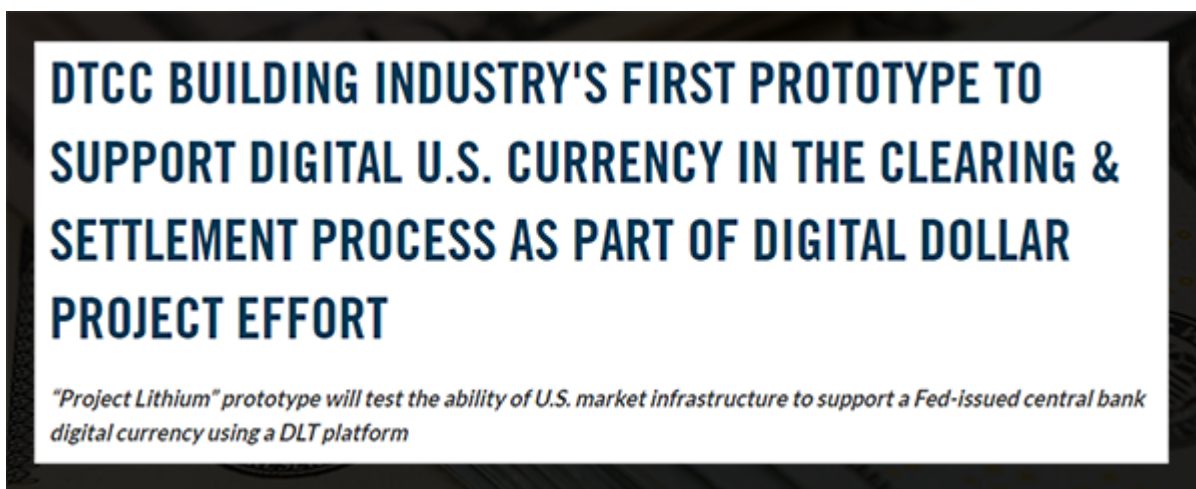 DTCC BUILDING INDUSTRY'S FIRST PROTOTYPE TO
SUPPORT DIGITAL U.S. CURRENCY IN THE CLEARING &
SETTLEMENT PROCESS AS PART OF DIGITAL DOLLAR
PROJECT EFFORT
“Project Lithium” prototype will test the ability of U.S. market infrastructure to support a Fed-issued central bank
digital currency using a DLT platform